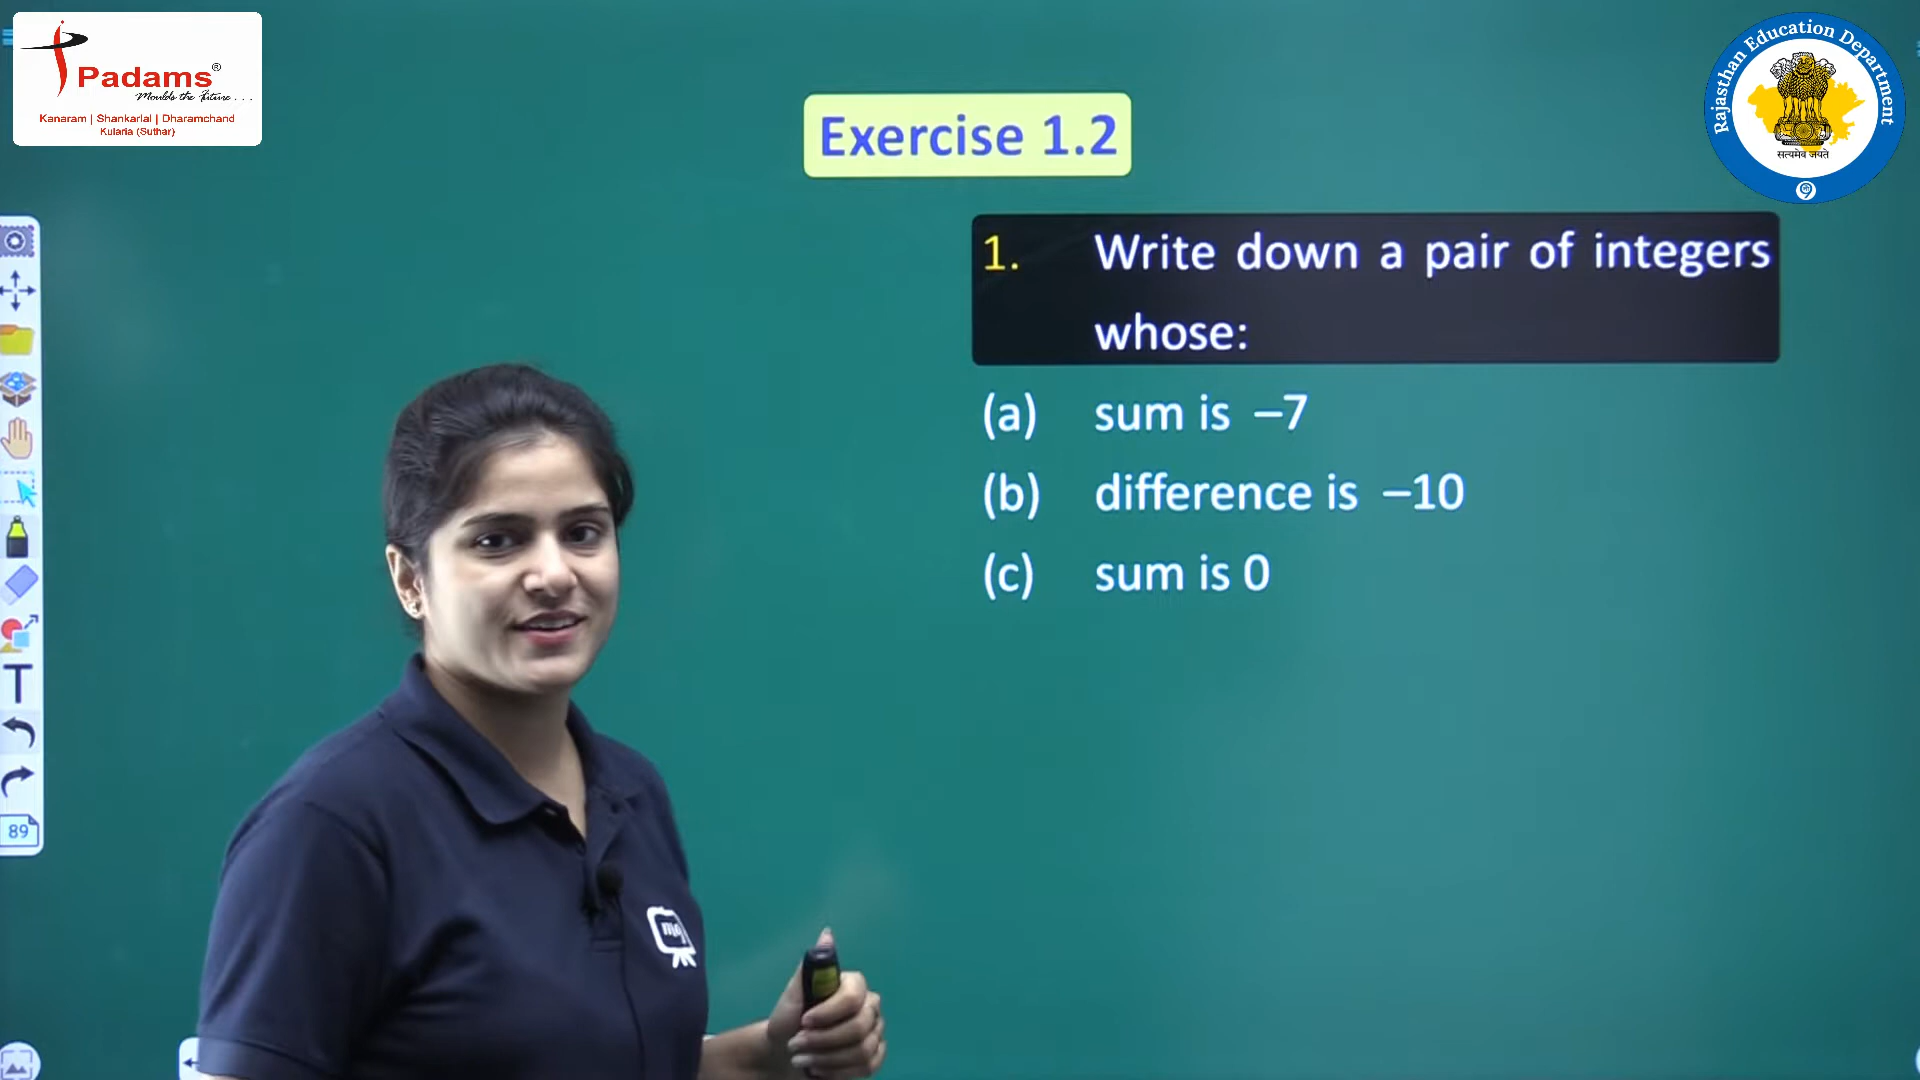 Padams®
Moulds the Future . . .
Kanaram | Shankarlal | Dharamchand
Kularia (Suthar)
Rajasthan Education Department
सत्यमेव जयते
Exercise 1.2
1. Write down a pair of integers
whose:
(a) sum is –7
(b) difference is –10
(c) sum is 0
T
89